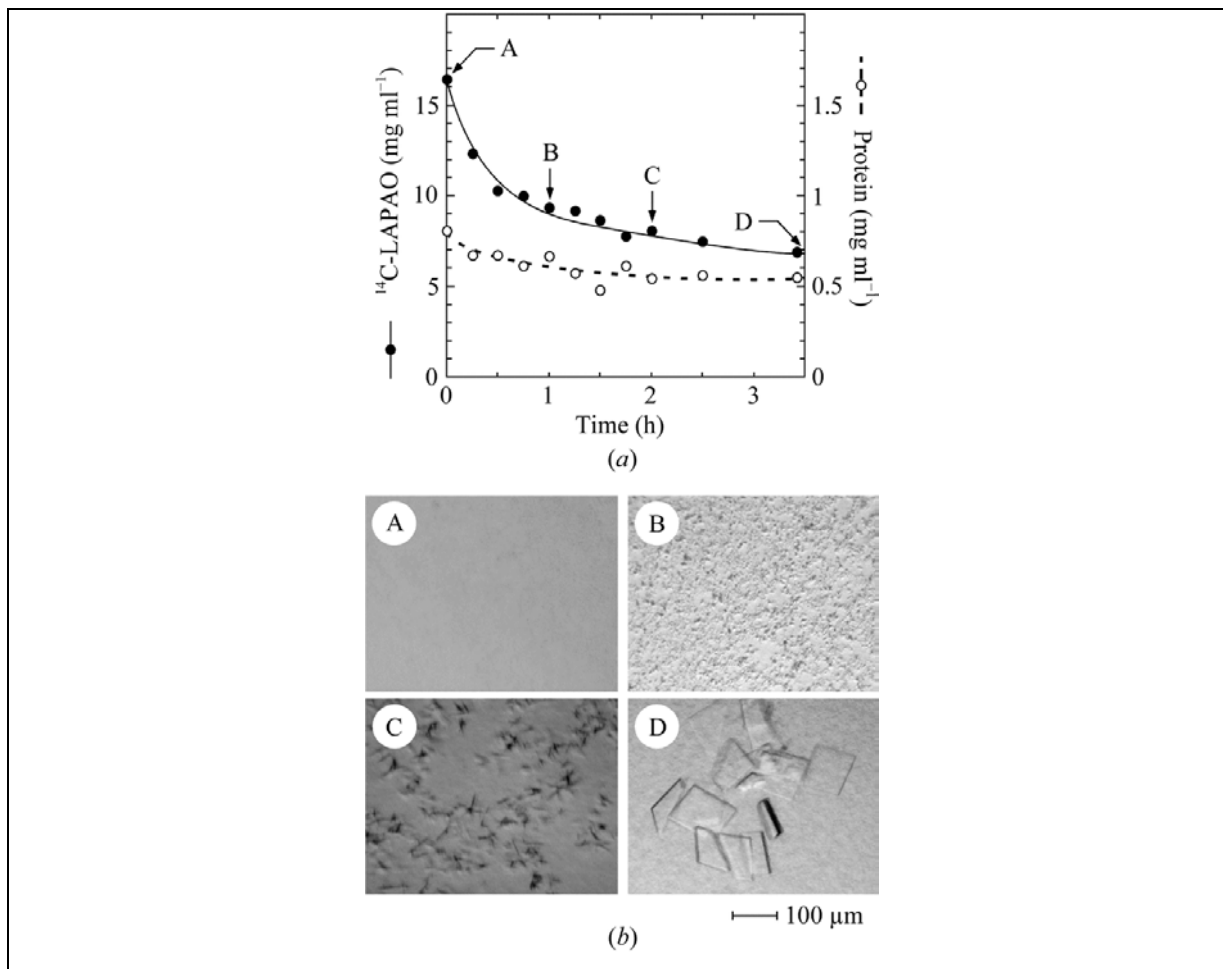 A
B
C
D
15
10
5
0
1.5
1
0.5
0
0
1
2
3
¹⁴C-LAPAO (mg ml⁻¹)
Protein (mg ml⁻¹)
Time (h)
(a)
A
B
C
D
100 µm
(b)